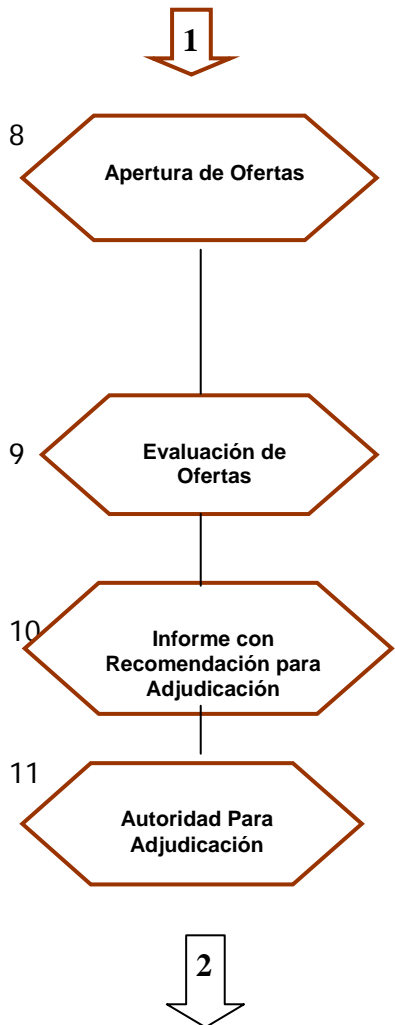 1
8
Apertura de Ofertas
9
Evaluación de
Ofertas
10
Informe con
Recomendación para
Adjudicación
11
Autoridad Para
Adjudicación
2